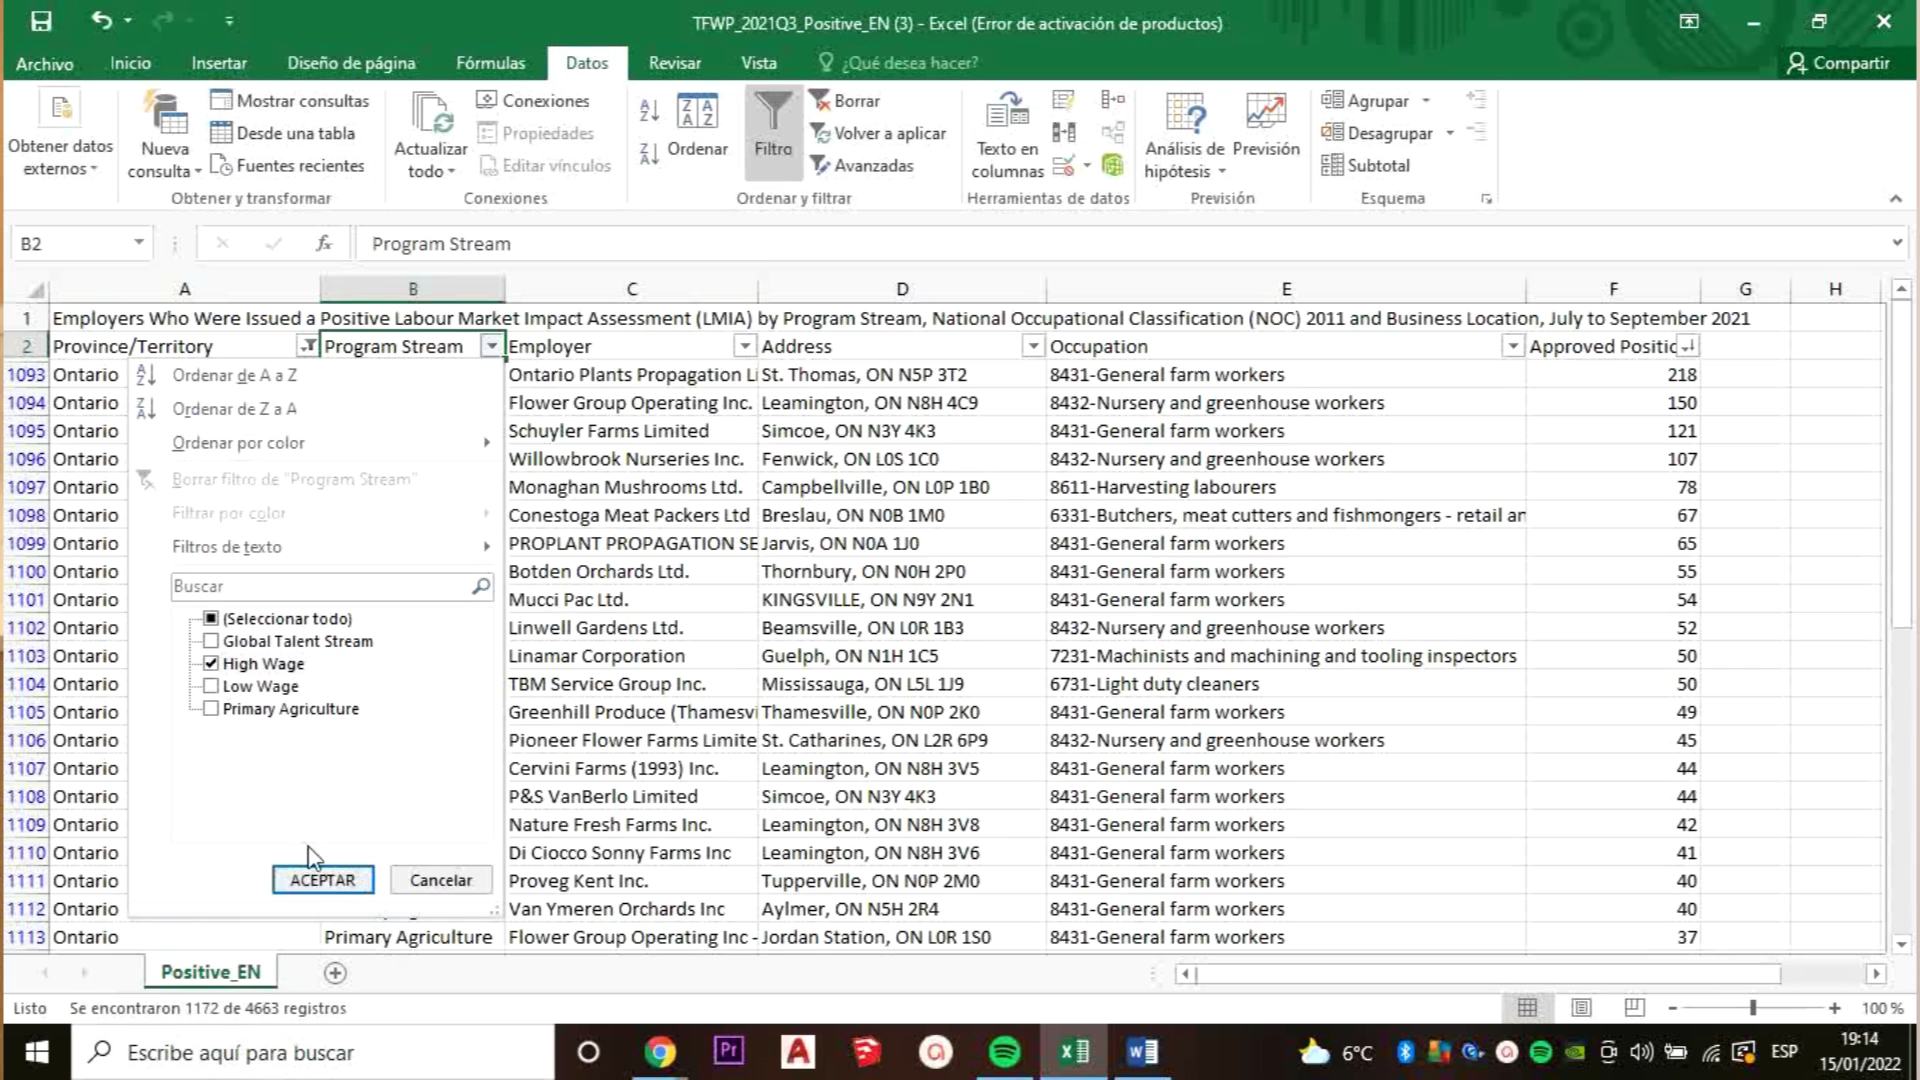 TFWP_2021Q3_Positive_EN (3) - Excel (Error de activación de productos)
Archivo Inicio Insertar Diseño de página Fórmulas Datos Revisar Vista ¿Qué desea hacer? Compartir
Obtener datos externos
Nueva consulta
Mostrar consultas
Desde una tabla
Fuentes recientes
Obtener y transformar
Actualizar todo
Conexiones
Propiedades
Editar vínculos
Conexiones
Ordenar
Filtro
Borrar
Volver a aplicar
Avanzadas
Ordenar y filtrar
Texto en columnas
Herramientas de datos
Análisis de hipótesis
Previsión
Previsión
Agrupar
Desagrupar
Subtotal
Esquema
B2 fx Program Stream
A B C D E F G H
1 Employers Who Were Issued a Positive Labour Market Impact Assessment (LMIA) by Program Stream, National Occupational Classification (NOC) 2011 and Business Location, July to September 2021
2 Province/Territory Program Stream Employer Address Occupation Approved Positic
1093 Ontario Ontario Plants Propagation Li St. Thomas, ON N5P 3T2 8431-General farm workers 218
1094 Ontario Flower Group Operating Inc. Leamington, ON N8H 4C9 8432-Nursery and greenhouse workers 150
1095 Ontario Schuyler Farms Limited Simcoe, ON N3Y 4K3 8431-General farm workers 121
1096 Ontario Willowbrook Nurseries Inc. Fenwick, ON L0S 1C0 8432-Nursery and greenhouse workers 107
1097 Ontario Monaghan Mushrooms Ltd. Campbellville, ON L0P 1B0 8611-Harvesting labourers 78
1098 Ontario Conestoga Meat Packers Ltd Breslau, ON N0B 1M0 6331-Butchers, meat cutters and fishmongers - retail an 67
1099 Ontario PROPLANT PROPAGATION SE Jarvis, ON N0A 1J0 8431-General farm workers 65
1100 Ontario Botden Orchards Ltd. Thornbury, ON N0H 2P0 8431-General farm workers 55
1101 Ontario Mucci Pac Ltd. KINGSVILLE, ON N9Y 2N1 8431-General farm workers 54
1102 Ontario Linwell Gardens Ltd. Beamsville, ON L0R 1B3 8432-Nursery and greenhouse workers 52
1103 Ontario Linamar Corporation Guelph, ON N1H 1C5 7231-Machinists and machining and tooling inspectors 50
1104 Ontario TBM Service Group Inc. Mississauga, ON L5L 1J9 6731-Light duty cleaners 50
1105 Ontario Greenhill Produce (Thamesvi Thamesville, ON N0P 2K0 8431-General farm workers 49
1106 Ontario Pioneer Flower Farms Limite St. Catharines, ON L2R 6P9 8432-Nursery and greenhouse workers 45
1107 Ontario Cervini Farms (1993) Inc. Leamington, ON N8H 3V5 8431-General farm workers 44
1108 Ontario P&S VanBerlo Limited Simcoe, ON N3Y 4K3 8431-General farm workers 44
1109 Ontario Nature Fresh Farms Inc. Leamington, ON N8H 3V8 8431-General farm workers 42
1110 Ontario Di Ciocco Sonny Farms Inc Leamington, ON N8H 3V6 8431-General farm workers 41
1111 Ontario Proveg Kent Inc. Tupperville, ON N0P 2M0 8431-General farm workers 40
1112 Ontario Van Ymeren Orchards Inc Aylmer, ON N5H 2R4 8431-General farm workers 40
1113 Ontario Primary Agriculture Flower Group Operating Inc - Jordan Station, ON L0R 1S0 8431-General farm workers 37
Ordenar de A a Z
Ordenar de Z a A
Ordenar por color
Borrar filtro de "Program Stream"
Filtrar por color
Filtros de texto
Buscar
(Seleccionar todo)
Global Talent Stream
High Wage
Low Wage
Primary Agriculture
ACEPTAR Cancelar
Positive_EN
Listo Se encontraron 1172 de 4663 registros 100 %
Escribe aquí para buscar
Pr
6°C ESP
19:14
15/01/2022